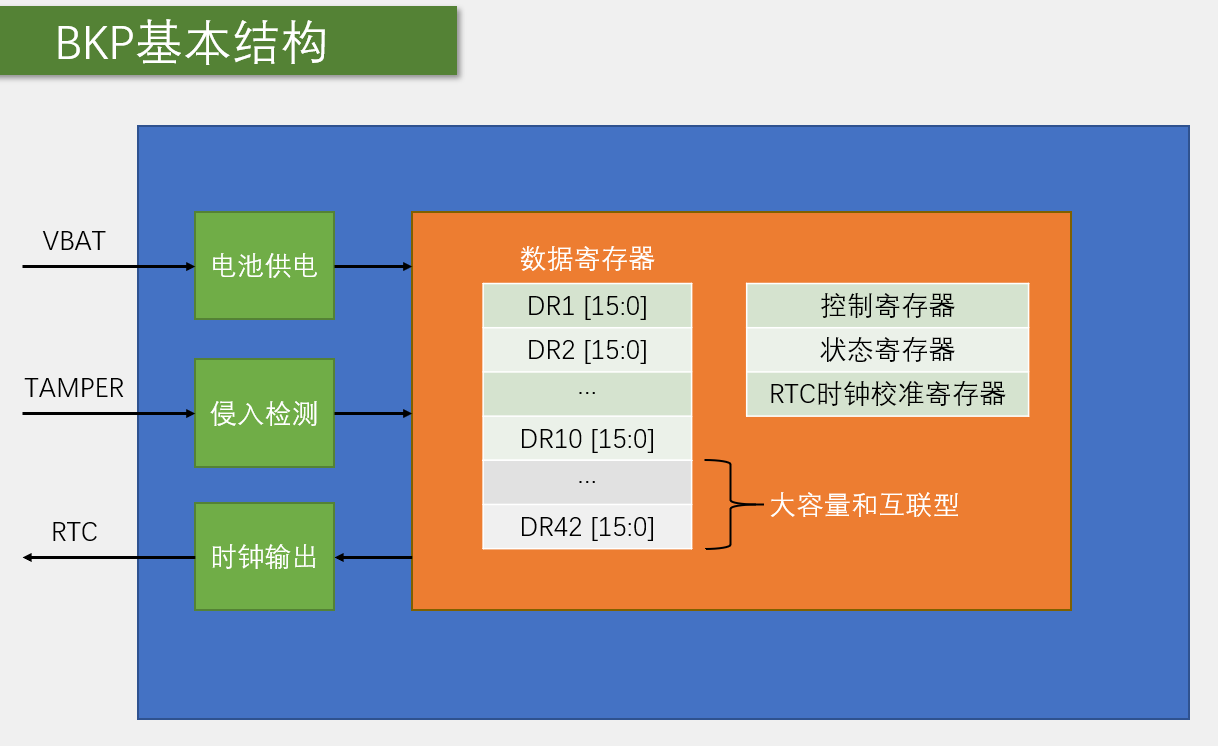 BKP基本结构
VBAT
电池供电
TAMPER
侵入检测
RTC
时钟输出
数据寄存器
DR1 [15:0]
DR2 [15:0]
...
DR10 [15:0]
...
DR42 [15:0]
控制寄存器
状态寄存器
RTC时钟校准寄存器
大容量和互联型